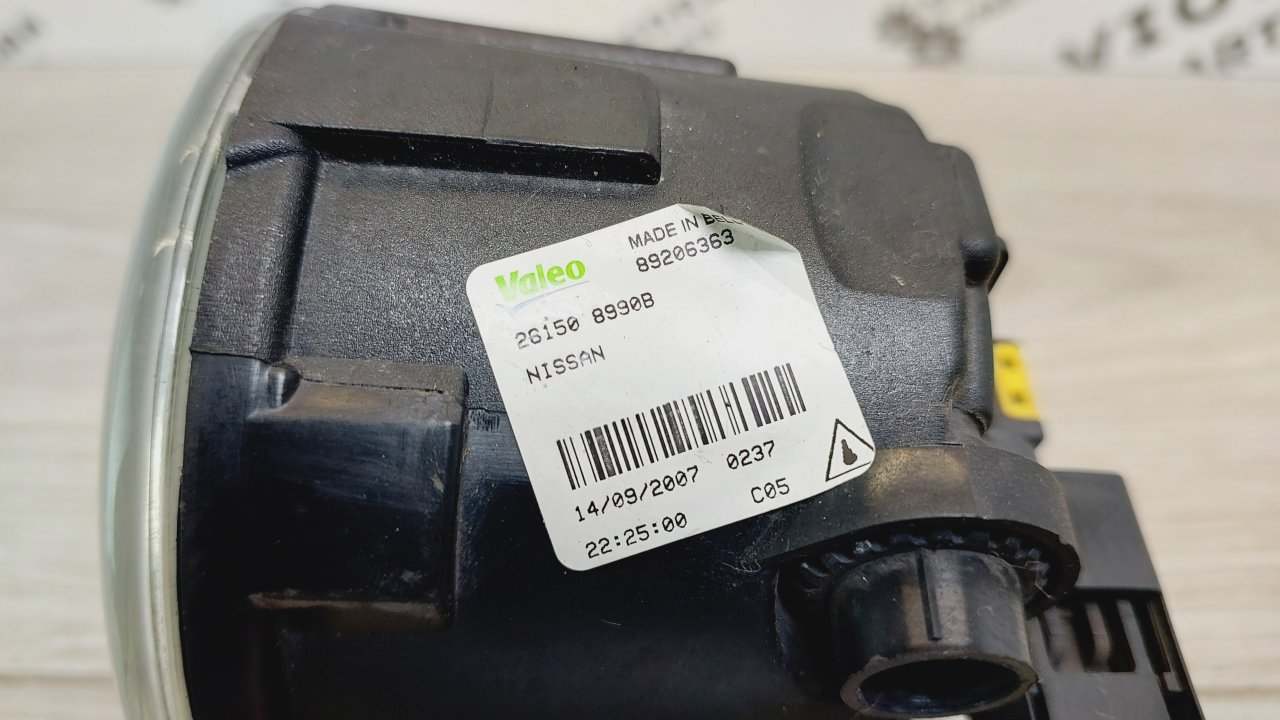 Valeo
MADE IN
89206363
26150 8990B
NISSAN
14/09/2007 0237
22:25:00 C05